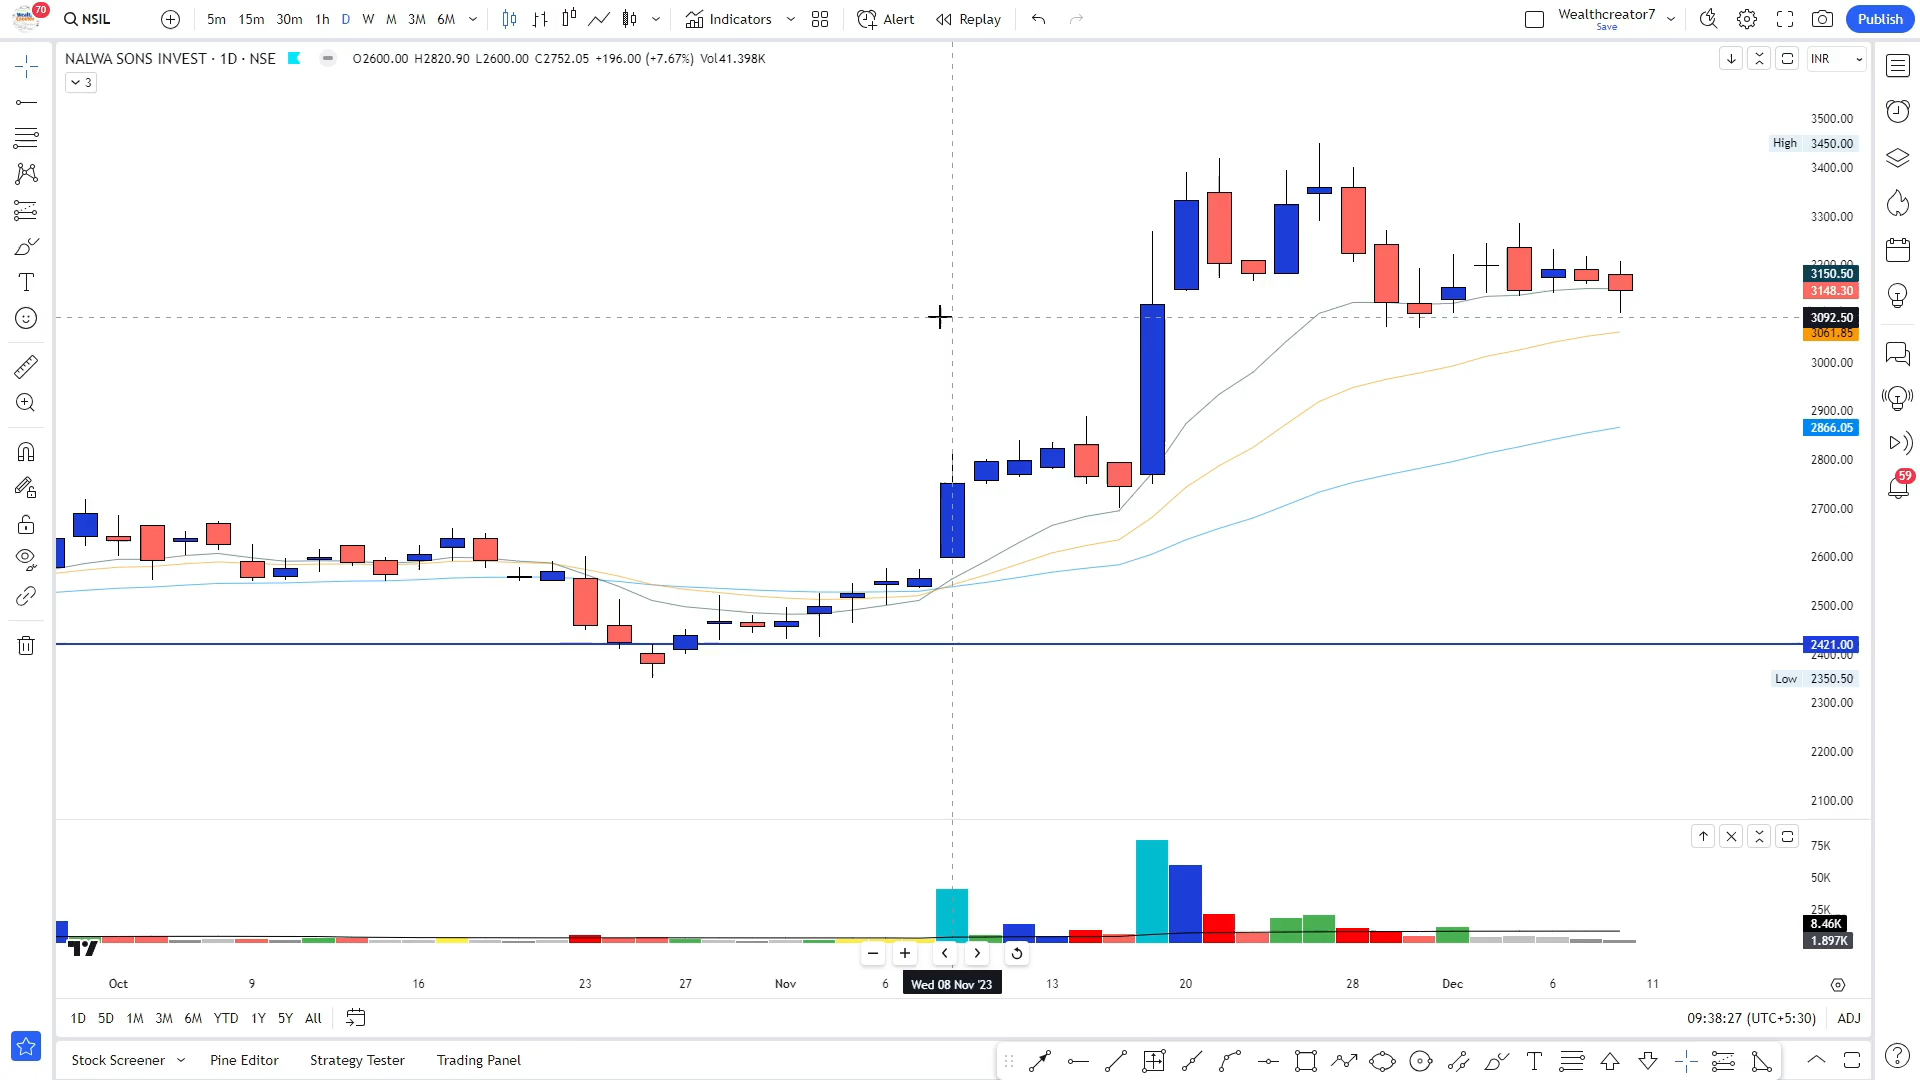 70
NSIL
5m 15m 30m 1h D W M 3M 6M
Indicators
Alert
Replay
Wealthcreator7
Save
Publish
NALWA SONS INVEST · 1D · NSE
O2600.00 H2820.90 L2600.00 C2752.05 +196.00 (+7.67%) Vol41.398K
3
INR
3500.00
High 3450.00
3400.00
3300.00
3150.50
3148.30
3092.50
3061.85
3000.00
2900.00
2866.05
2800.00
2700.00
2600.00
2500.00
2421.00
2400.00
Low 2350.50
2300.00
2200.00
2100.00
59
75K
50K
25K
8.46K
1.897K
Oct 9 16 23 27 Nov 6 Wed 08 Nov '23 13 20 28 Dec 6 11
1D 5D 1M 3M 6M YTD 1Y 5Y All
09:38:27 (UTC+5:30) ADJ
Stock Screener Pine Editor Strategy Tester Trading Panel